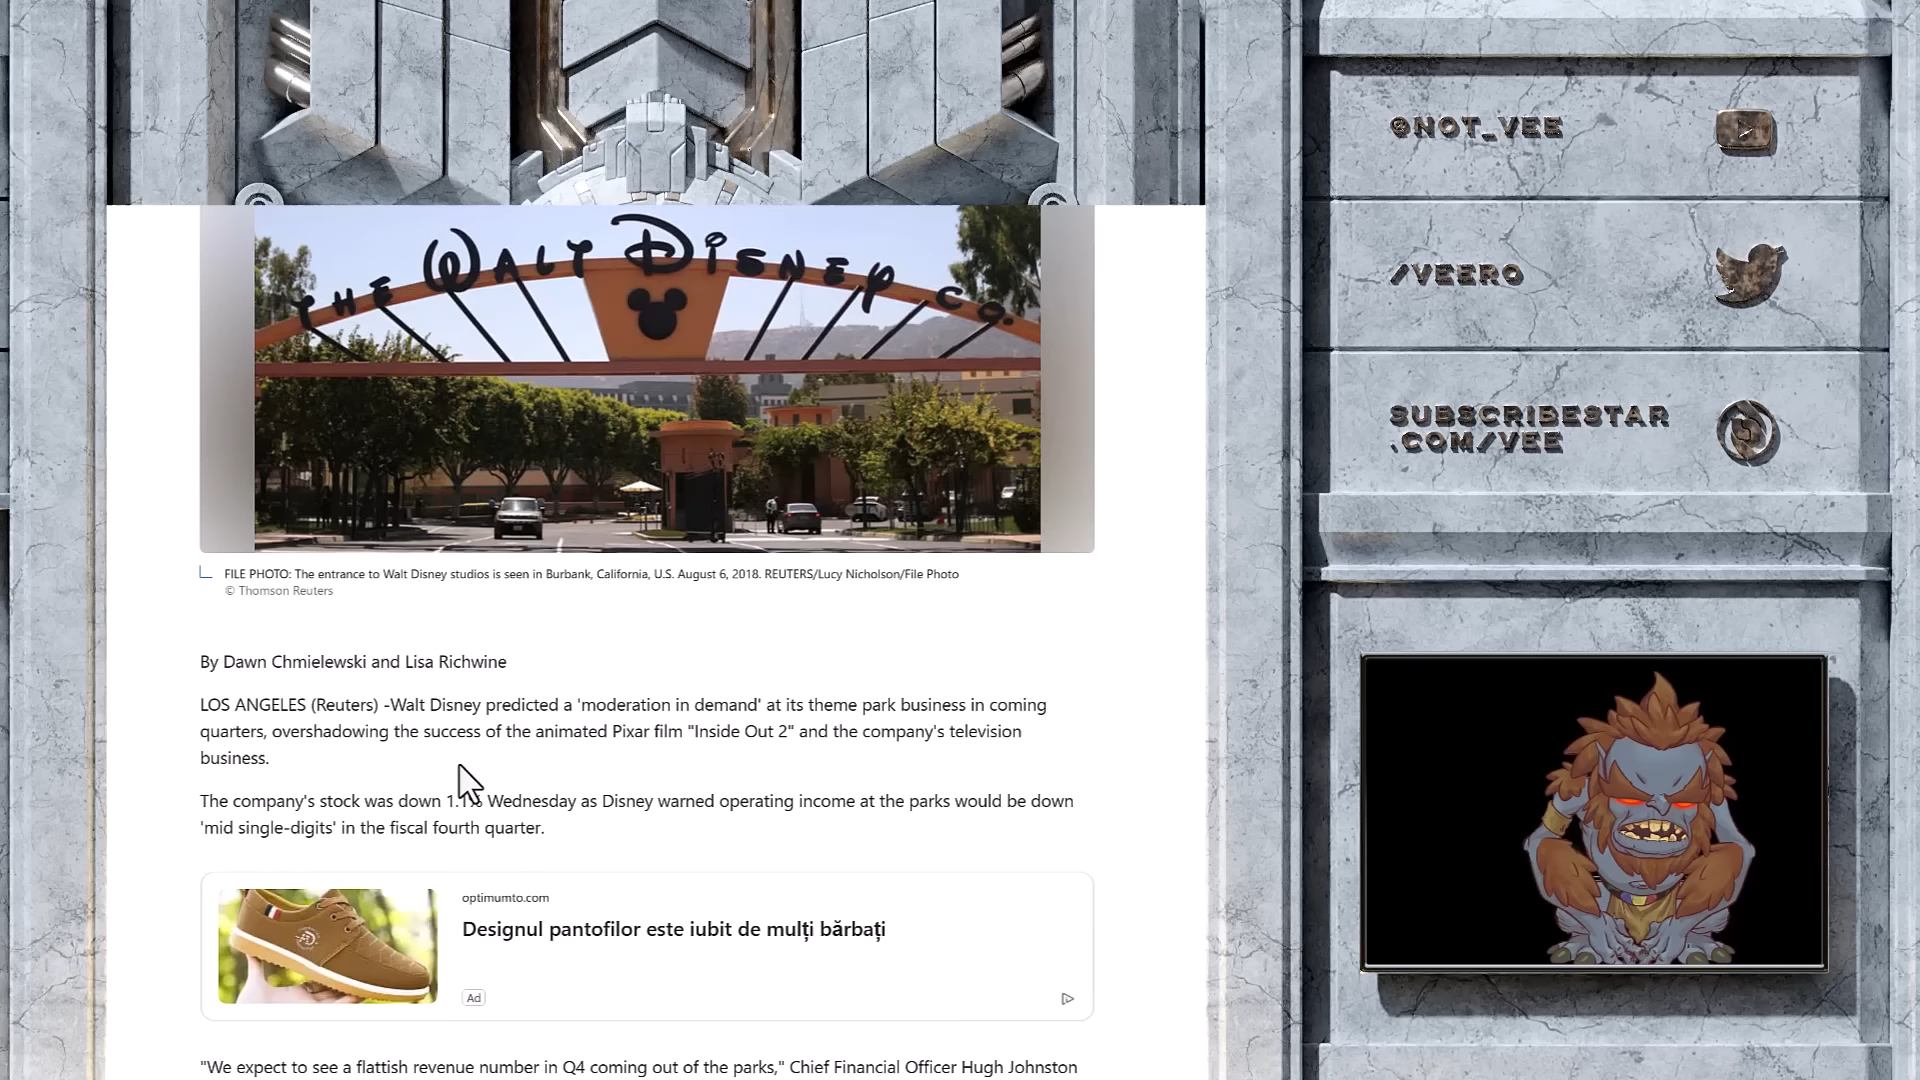 THE WALT DISNEY CO.
FILE PHOTO: The entrance to Walt Disney studios is seen in Burbank, California, U.S. August 6, 2018. REUTERS/Lucy Nicholson/File Photo
© Thomson Reuters
By Dawn Chmielewski and Lisa Richwine
LOS ANGELES (Reuters) -Walt Disney predicted a 'moderation in demand' at its theme park business in coming
quarters, overshadowing the success of the animated Pixar film "Inside Out 2" and the company's television
business.
The company's stock was down Wednesday as Disney warned operating income at the parks would be down
'mid single-digits' in the fiscal fourth quarter.
optimumto.com
Designul pantofilor este iubit de mulți bărbați
Ad
"We expect to see a flattish revenue number in Q4 coming out of the parks," Chief Financial Officer Hugh Johnston
@NOT_VEE
/VEERO
SUBSCRIBESTAR
.COM/VEE